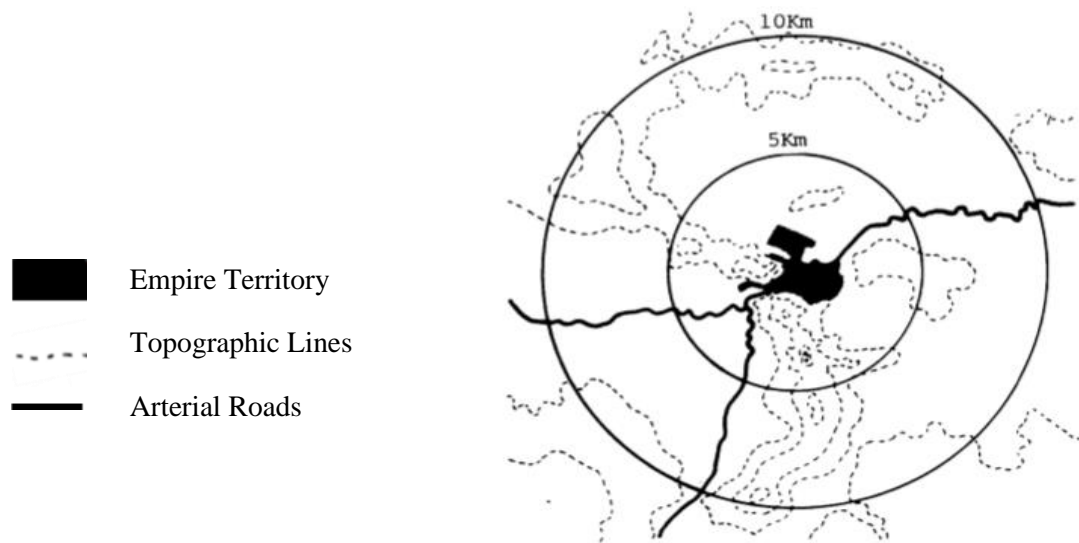 10Km
5Km
Empire Territory
Topographic Lines
Arterial Roads